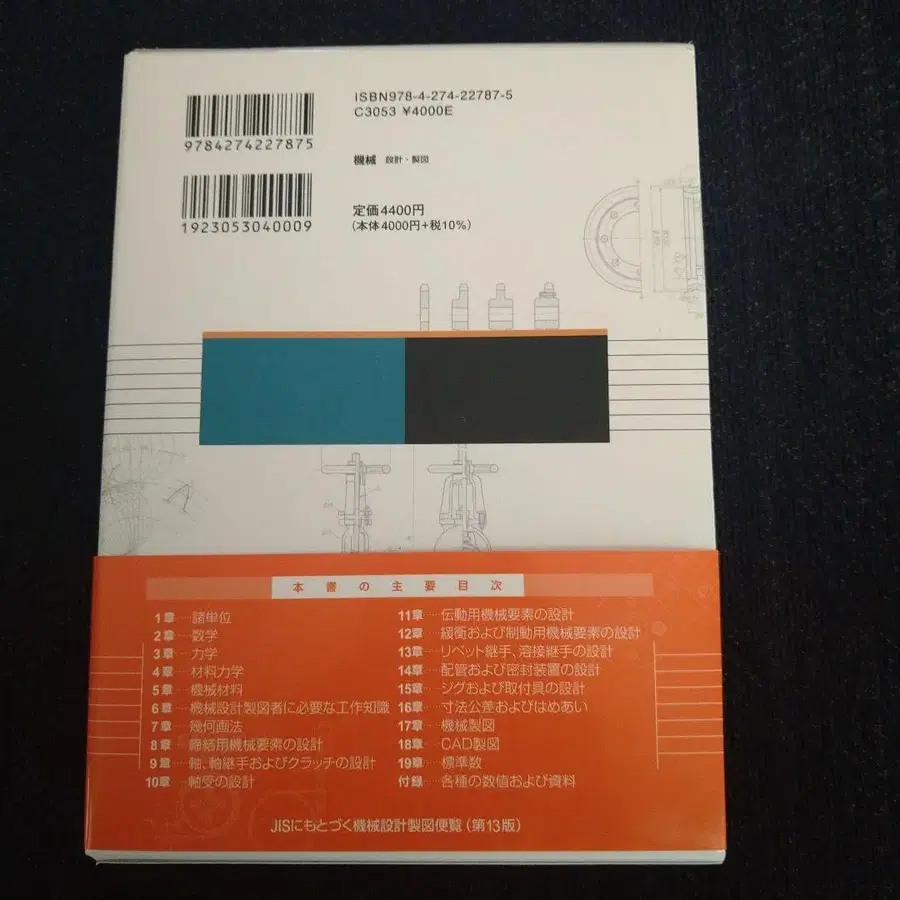 ISBN978-4-274-22787-5
C3053 ¥4000E
9784274227875
機械 設計・製図
1923053040009
定価4400円
(本体4000円+税10%)
本書の主要目次
1章……諸単位
2章……数学
3章……力学
4章……材料力学
5章……機械材料
6章……機械設計製図者に必要な工作知識
7章……幾何画法
8章……締結用機械要素の設計
9章……軸、軸継手およびクラッチの設計
10章……軸受の設計
11章……伝動用機械要素の設計
12章……緩衝および制動用機械要素の設計
13章……リベット継手、溶接継手の設計
14章……配管および密封装置の設計
15章……ジグおよび取付具の設計
16章……寸法公差およびはめあい
17章……機械製図
18章……CAD製図
19章……標準数
付録……各種の数値および資料
JISにもとづく機械設計製図便覧(第13版)